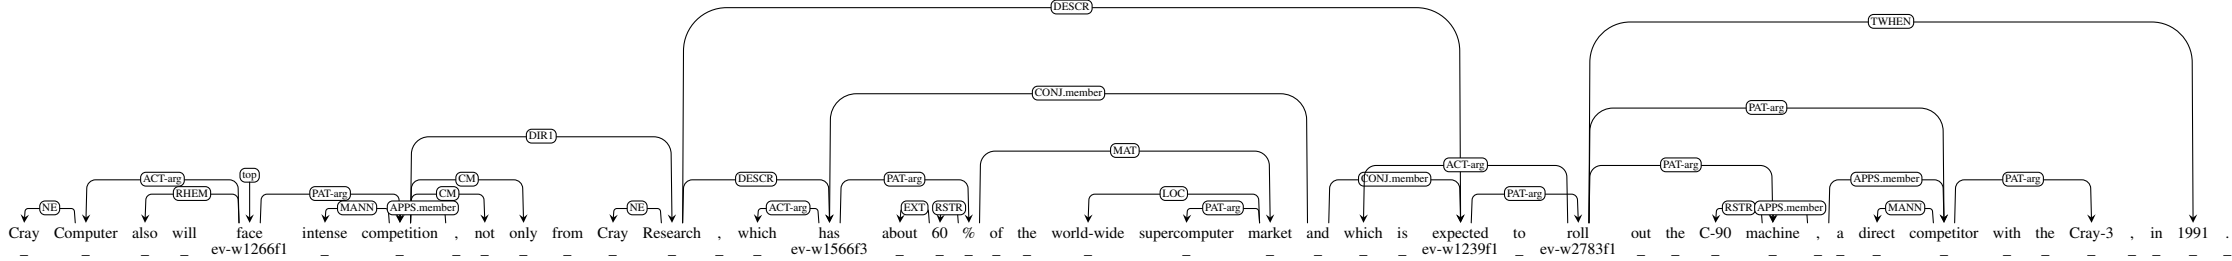 DESCR
TWHEN
CONJ.member PAT-arg
DIR1
MAT
ACT-arg PAT-arg
top
ACT-arg CM DESCR PAT-arg CONJ.member APPS.member PAT-arg
RHEM PAT-arg CM LOC PAT-arg
NE MANN APPS.member NE ACT-arg EXT RSTR PAT-arg RSTR APPS.member MANN
Cray Computer also will face intense competition , not only from Cray Research , which has about 60 % of the world-wide supercomputer market and which is expected to roll out the C-90 machine , a direct competitor with the Cray-3 , in 1991 .
_ _ _ _ ev-w1266f1 _ _ _ _ _ _ _ _ _ _ ev-w1566f3 _ _ _ _ _ _ _ _ _ _ _ ev-w1239f1 _ ev-w2783f1 _ _ _ _ _ _ _ _ _ _ _ _ _ _ _